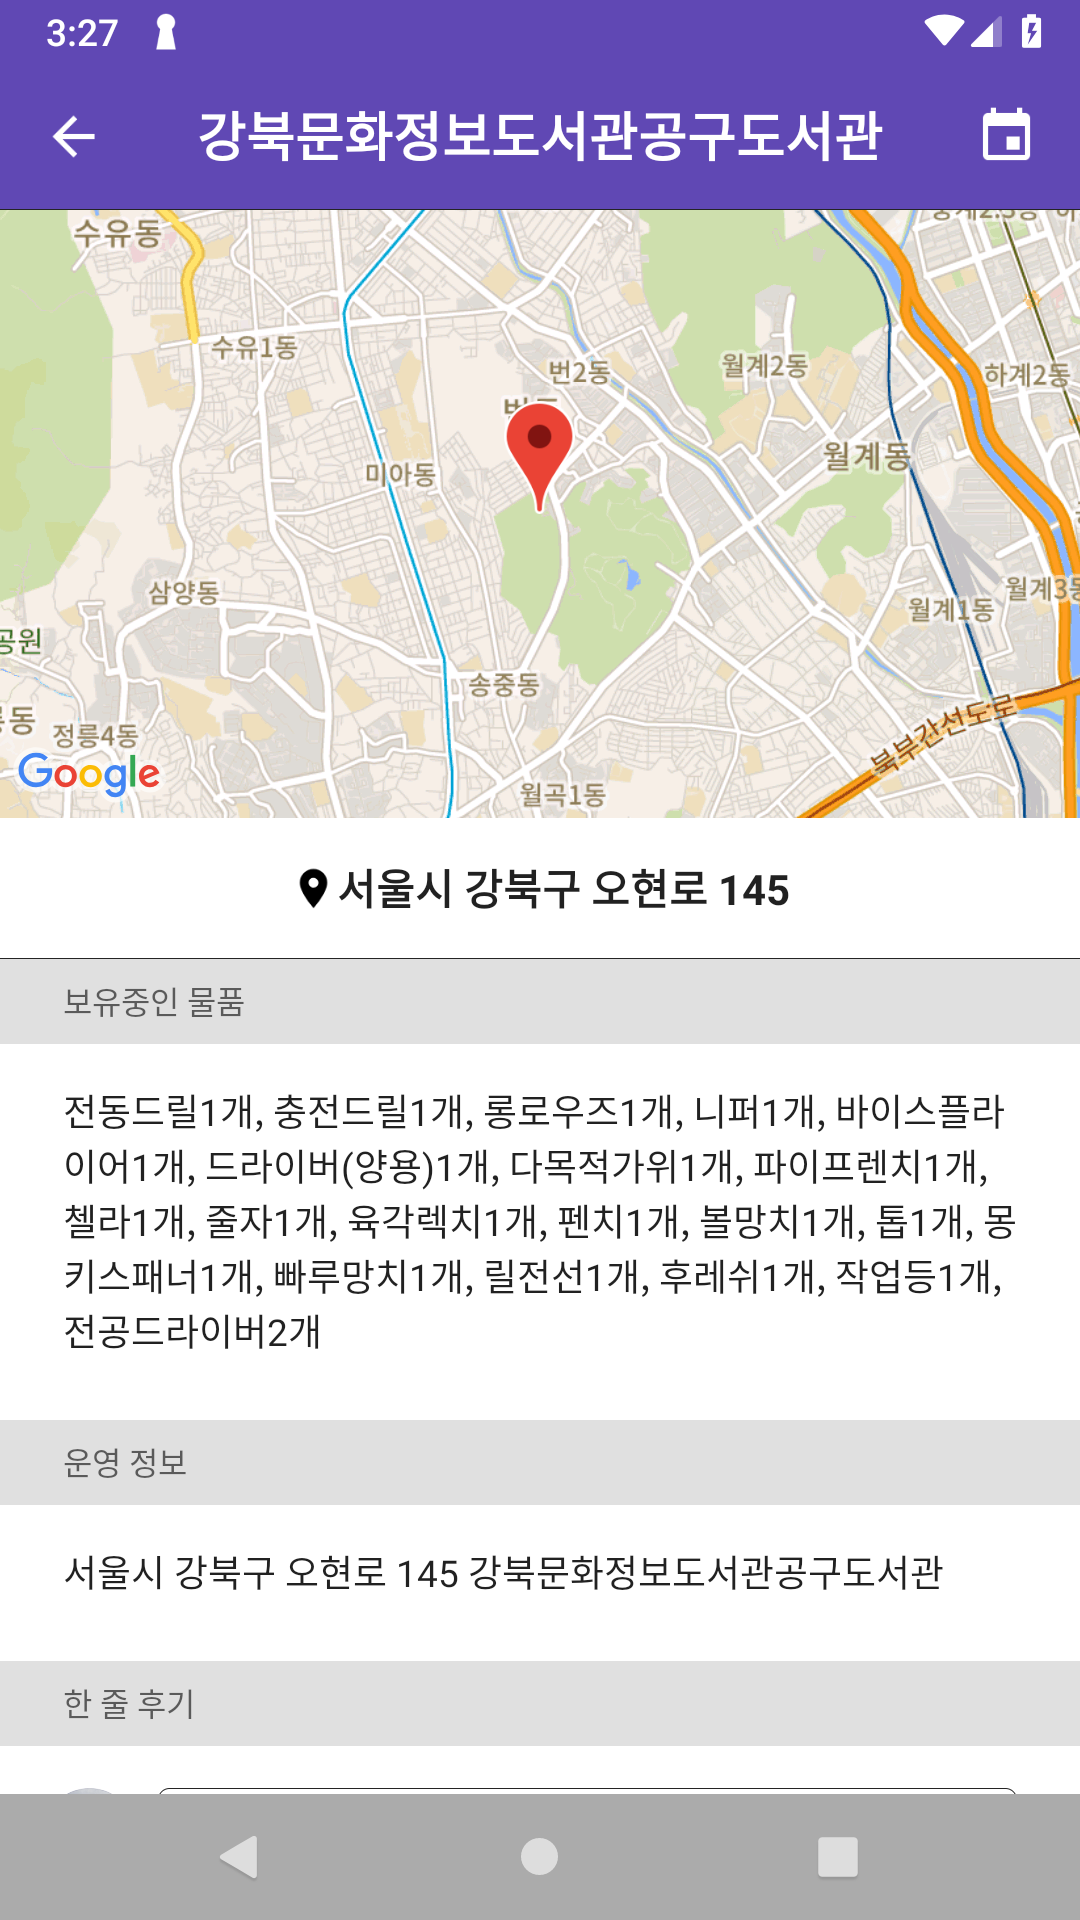 3:27
강북문화정보도서관공구도서관
수유동
수유1동
번2동
월계2동
하계2동
월계동
미아동
삼양동
월계1동
월계3동
공원
송중동
정릉4동
북부간선도로
Google
월곡1동
서울시 강북구 오현로 145
보유중인 물품
전동드릴1개, 충전드릴1개, 롱로우즈1개, 니퍼1개, 바이스플라
이어1개, 드라이버(양용)1개, 다목적가위1개, 파이프렌치1개,
첼라1개, 줄자1개, 육각렉치1개, 펜치1개, 볼망치1개, 톱1개, 몽
키스패너1개, 빠루망치1개, 릴전선1개, 후레쉬1개, 작업등1개,
전공드라이버2개
운영 정보
서울시 강북구 오현로 145 강북문화정보도서관공구도서관
한 줄 후기